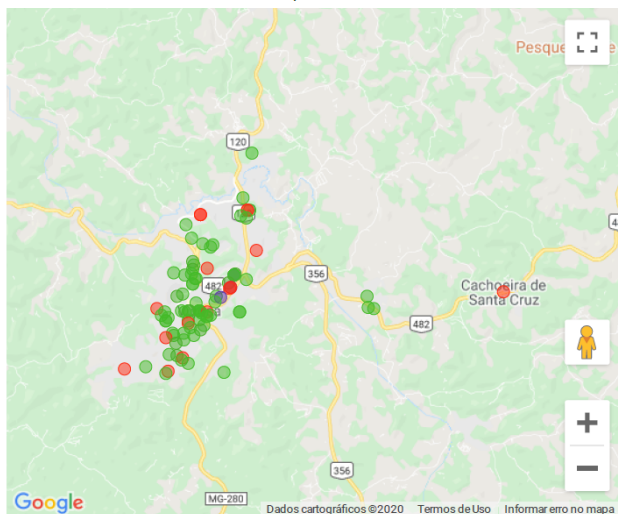 Pesque
120
356
482
Cachoeira de
Santa Cruz
482
356
MG-280
Google
Dados cartográficos ©2020 Termos de Uso Informar erro no mapa